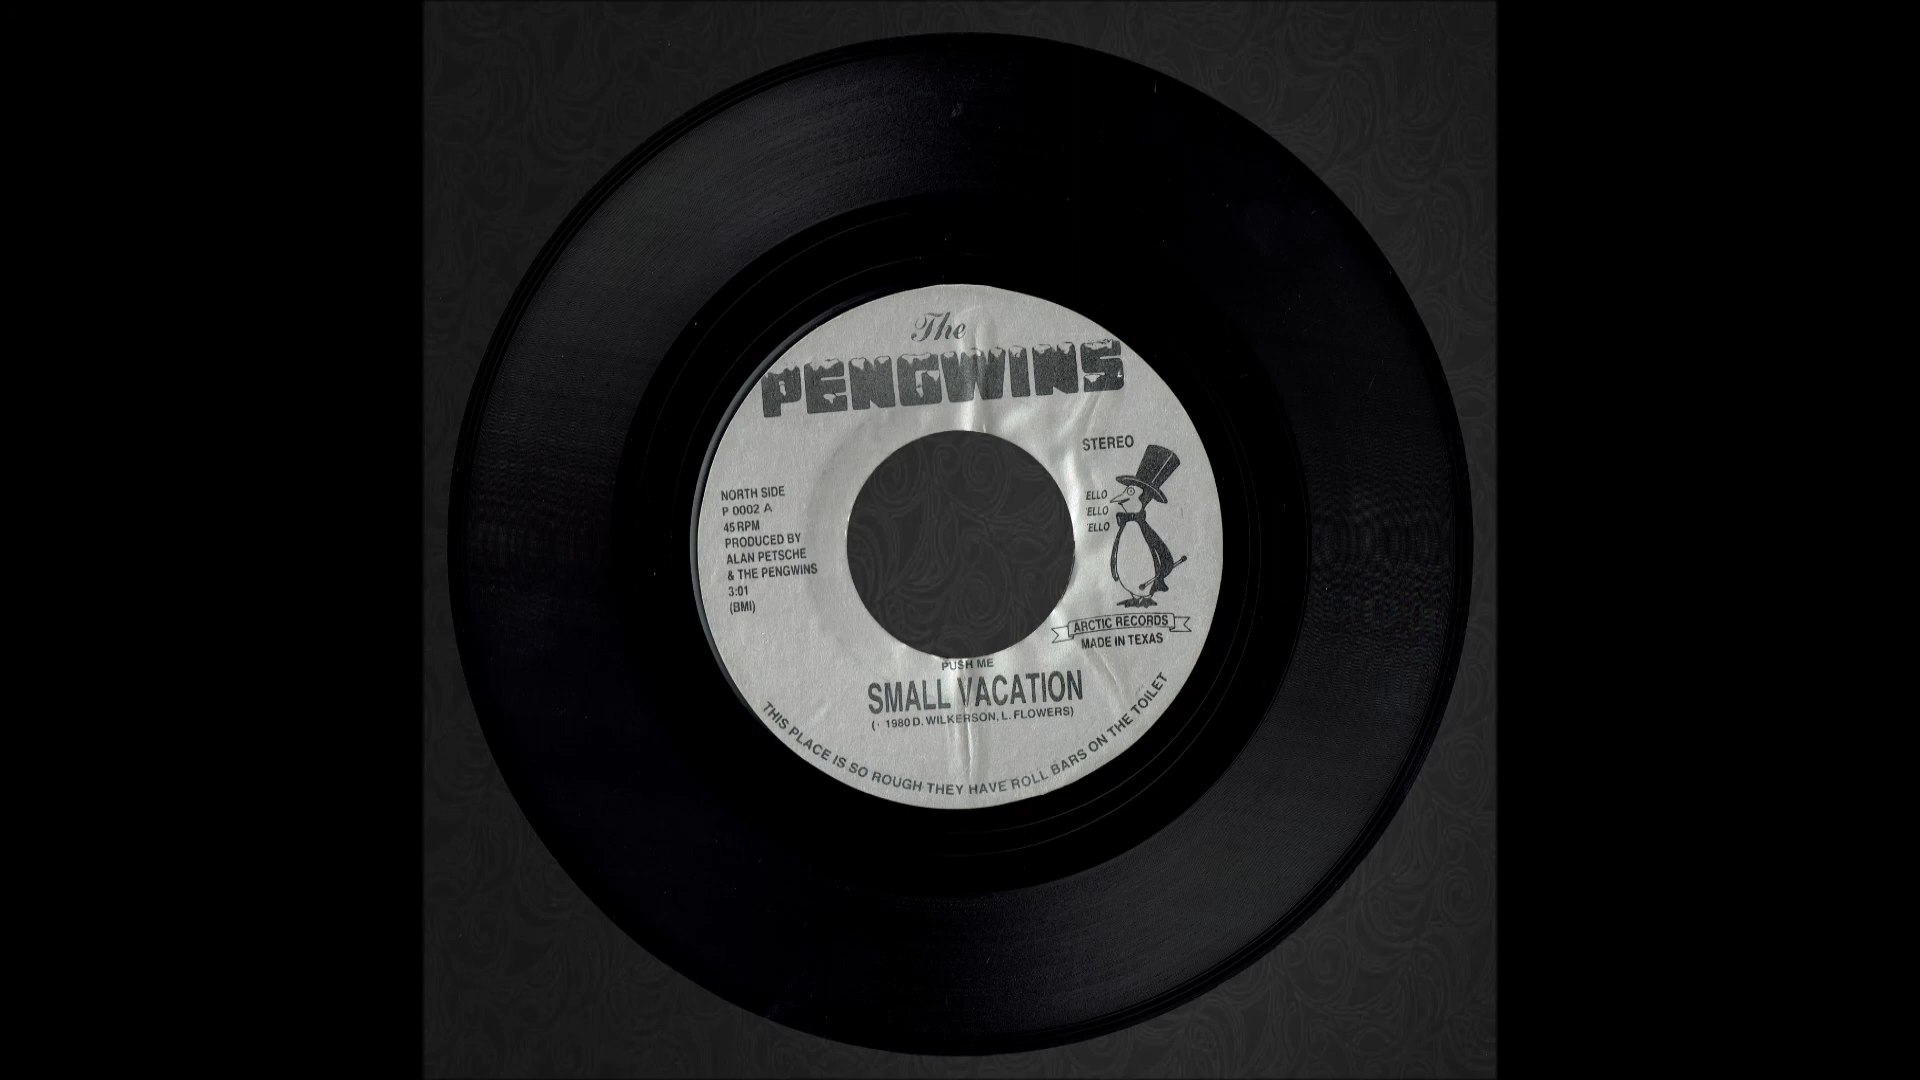 The
PENGWINS
STEREO
NORTH SIDE
P 0002 A
45 RPM
PRODUCED BY
ALAN PETSCHE
& THE PENGWINS
3:01
(BMI)
ELLO
'ELLO
'ELLO
ARCTIC RECORDS
MADE IN TEXAS
PUSH ME
SMALL VACATION
( 1980 D. WILKERSON, L. FLOWERS)
THIS PLACE IS SO ROUGH THEY HAVE ROLL BARS ON THE TOILET